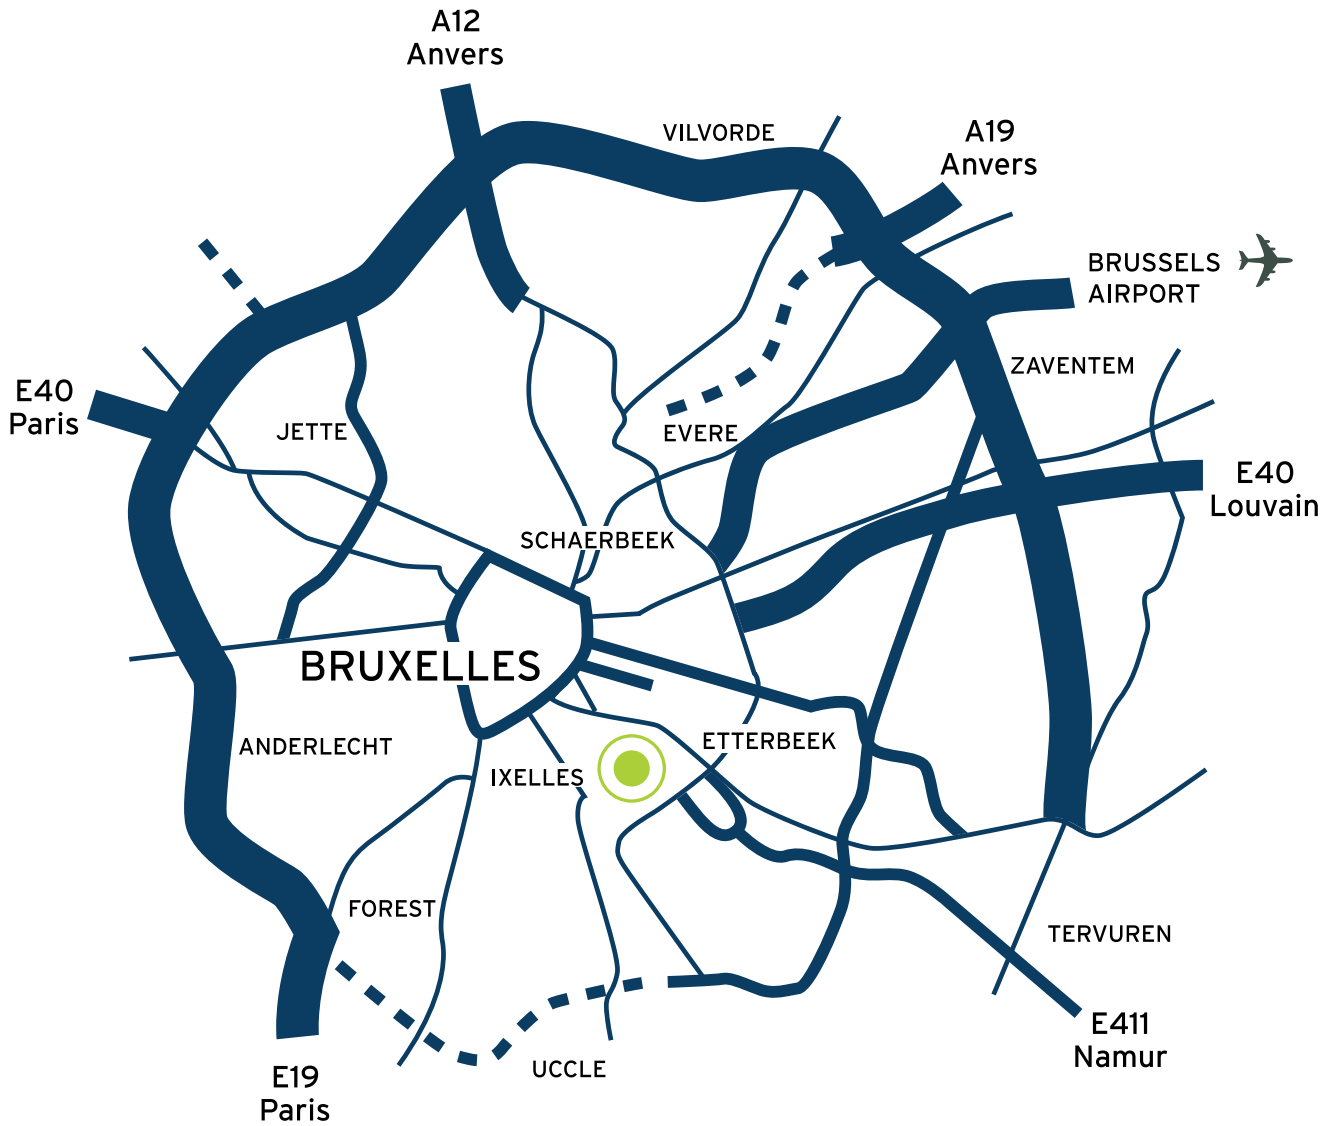 A12
Anvers
VILVORDE
A19
Anvers
BRUSSELS
AIRPORT
ZAVENTEM
E40
Paris
JETTE
EVERE
E40
Louvain
SCHAERBEEK
BRUXELLES
ANDERLECHT
ETTERBEEK
IXELLES
FOREST
TERVUREN
E411
Namur
UCCLE
E19
Paris